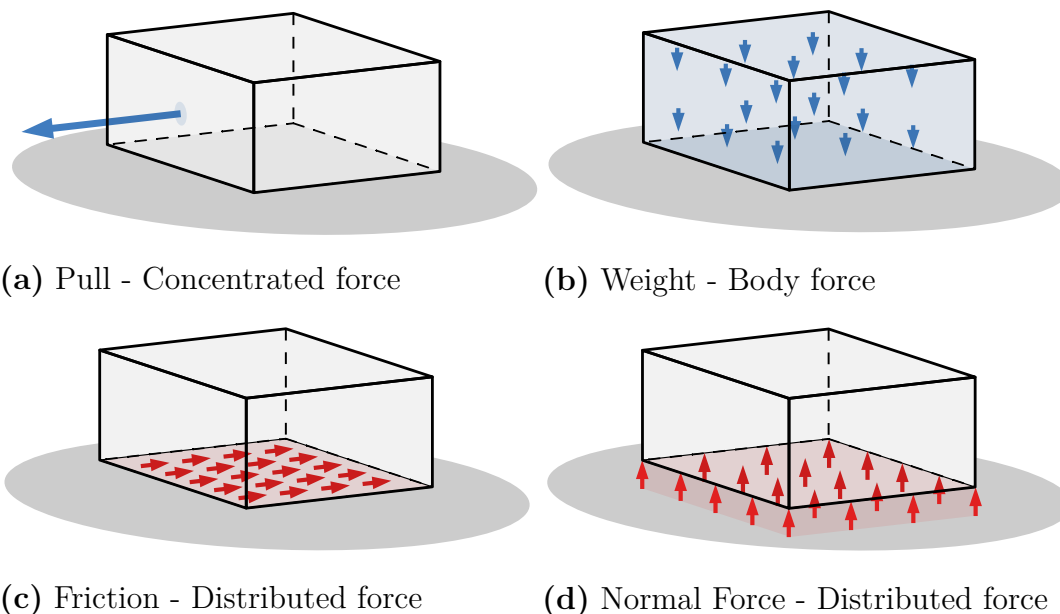 (a) Pull - Concentrated force
(b) Weight - Body force
(c) Friction - Distributed force
(d) Normal Force - Distributed force